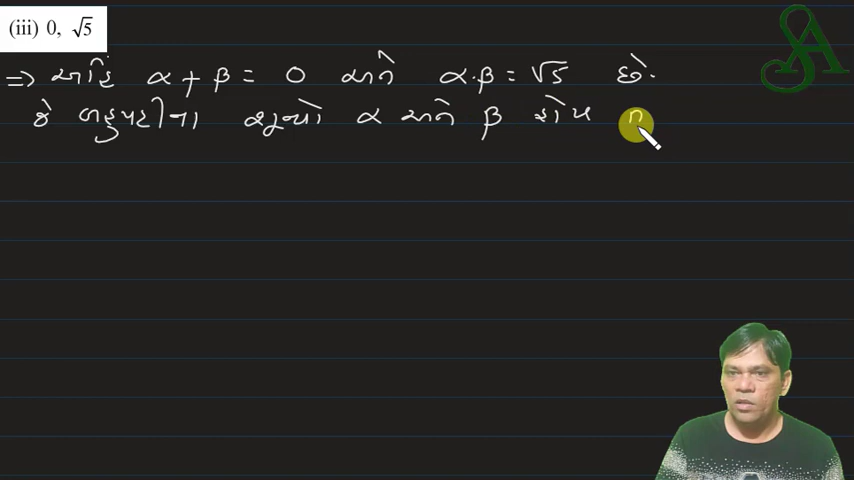 (iii) 0, √5
⇒ અહિં α + β = 0 અને α·β = √5 છે.
જે બહુપદીના શૂન્યો α અને β હોય